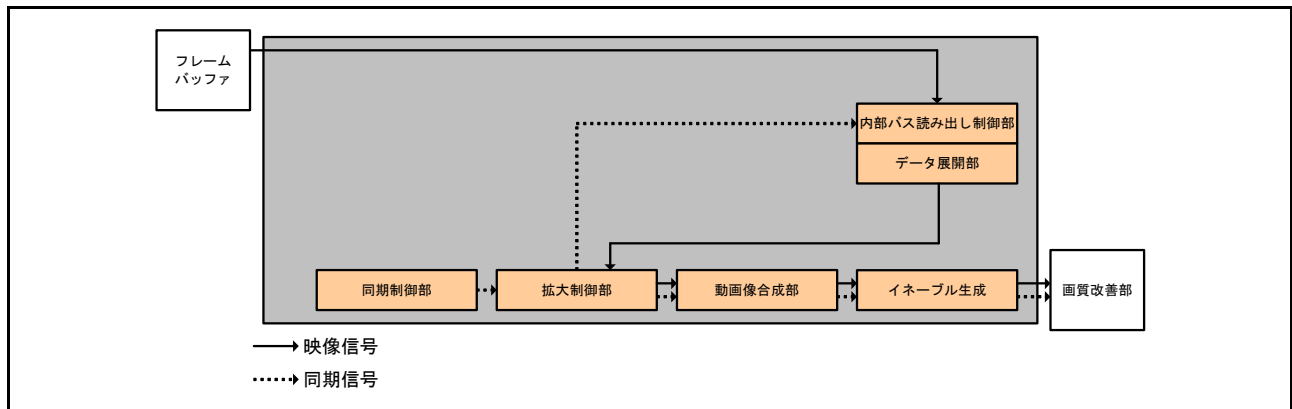 フレーム
バッファ
内部バス読み出し制御部
データ展開部
同期制御部
拡大制御部
動画像合成部
イネーブル生成
画質改善部
映像信号
同期信号